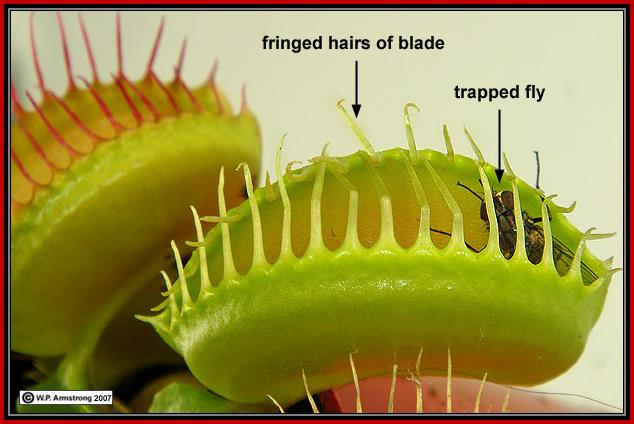 fringed hairs of blade
trapped fly
© W.P. Armstrong 2007